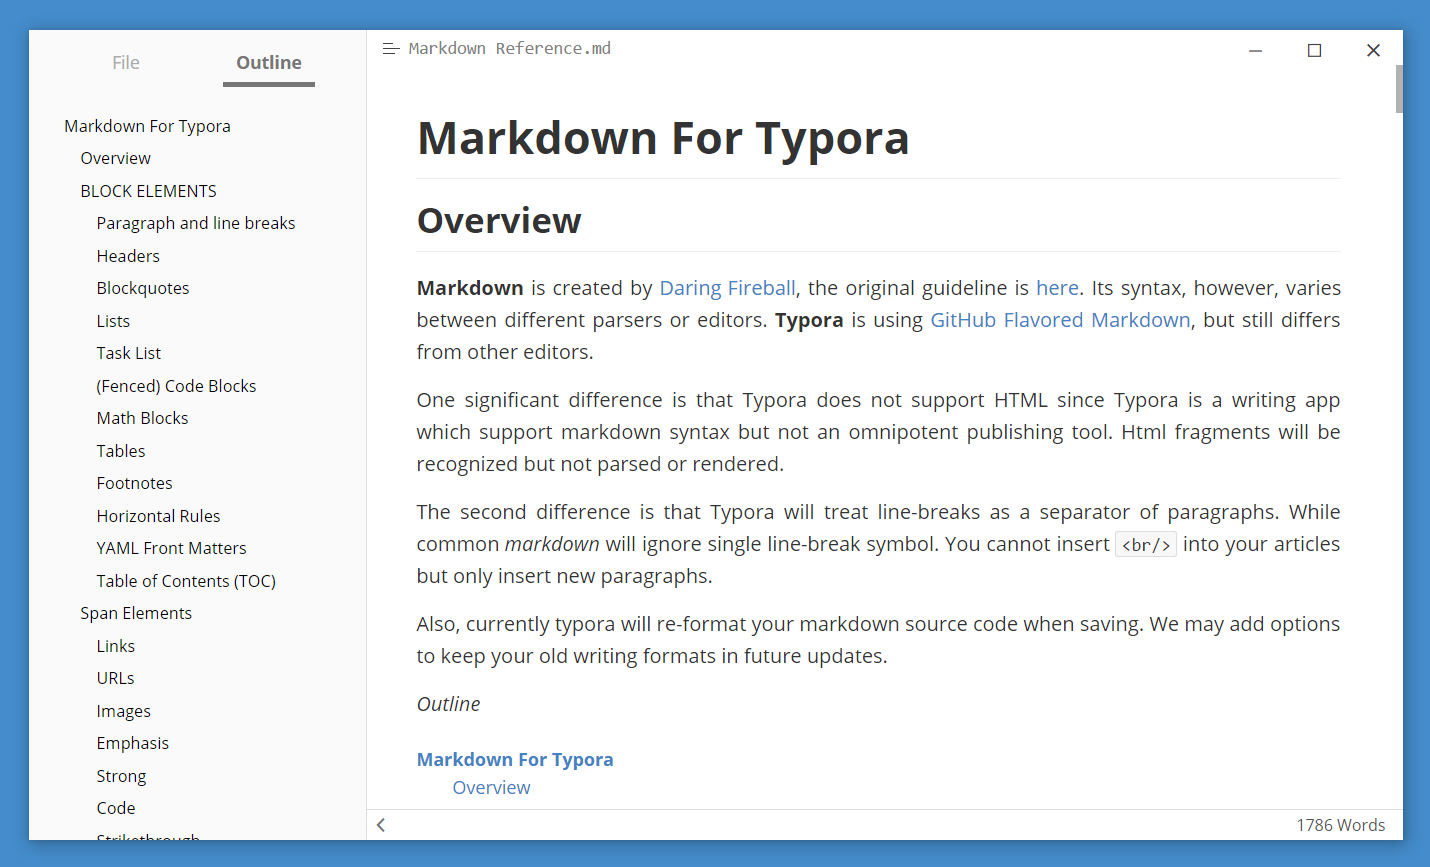 File Outline
Markdown For Typora
Overview
BLOCK ELEMENTS
Paragraph and line breaks
Headers
Blockquotes
Lists
Task List
(Fenced) Code Blocks
Math Blocks
Tables
Footnotes
Horizontal Rules
YAML Front Matters
Table of Contents (TOC)
Span Elements
Links
URLs
Images
Emphasis
Strong
Code
Strikethrough
Markdown Reference.md
Markdown For Typora
Overview
Markdown is created by Daring Fireball, the original guideline is here. Its syntax, however, varies
between different parsers or editors. Typora is using GitHub Flavored Markdown, but still differs
from other editors.
One significant difference is that Typora does not support HTML since Typora is a writing app
which support markdown syntax but not an omnipotent publishing tool. Html fragments will be
recognized but not parsed or rendered.
The second difference is that Typora will treat line-breaks as a separator of paragraphs. While
common markdown will ignore single line-break symbol. You cannot insert <br/> into your articles
but only insert new paragraphs.
Also, currently typora will re-format your markdown source code when saving. We may add options
to keep your old writing formats in future updates.
Outline
Markdown For Typora
Overview
1786 Words